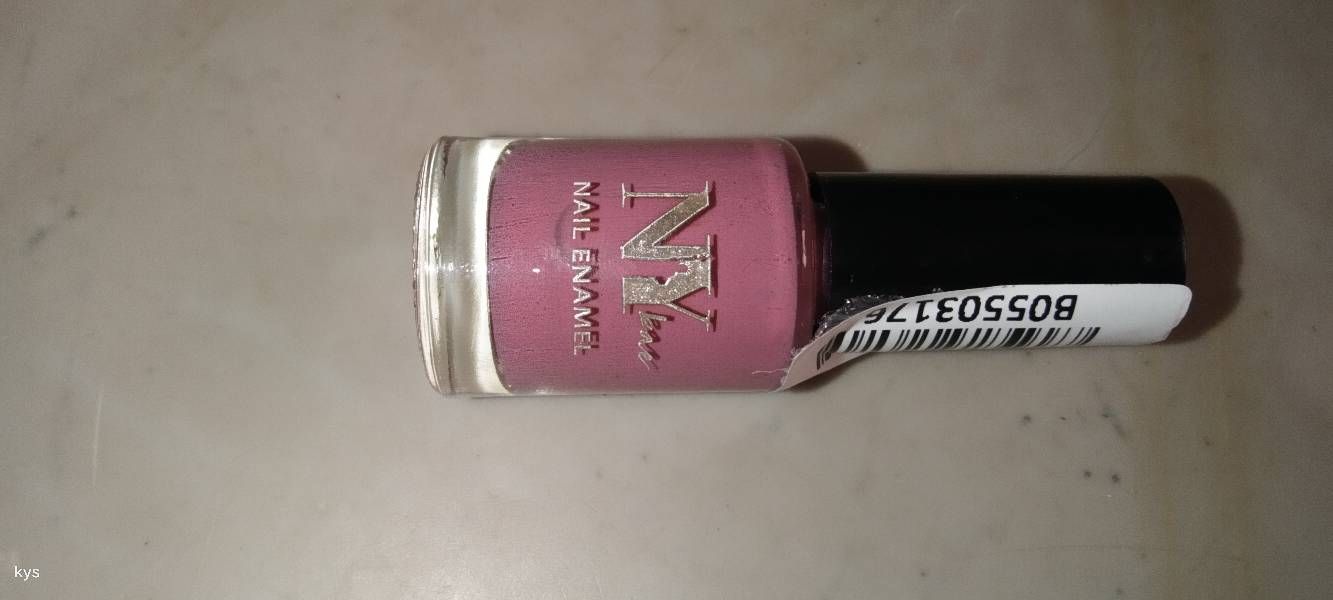 NY
bae
NAIL ENAMEL
B05503176
kys